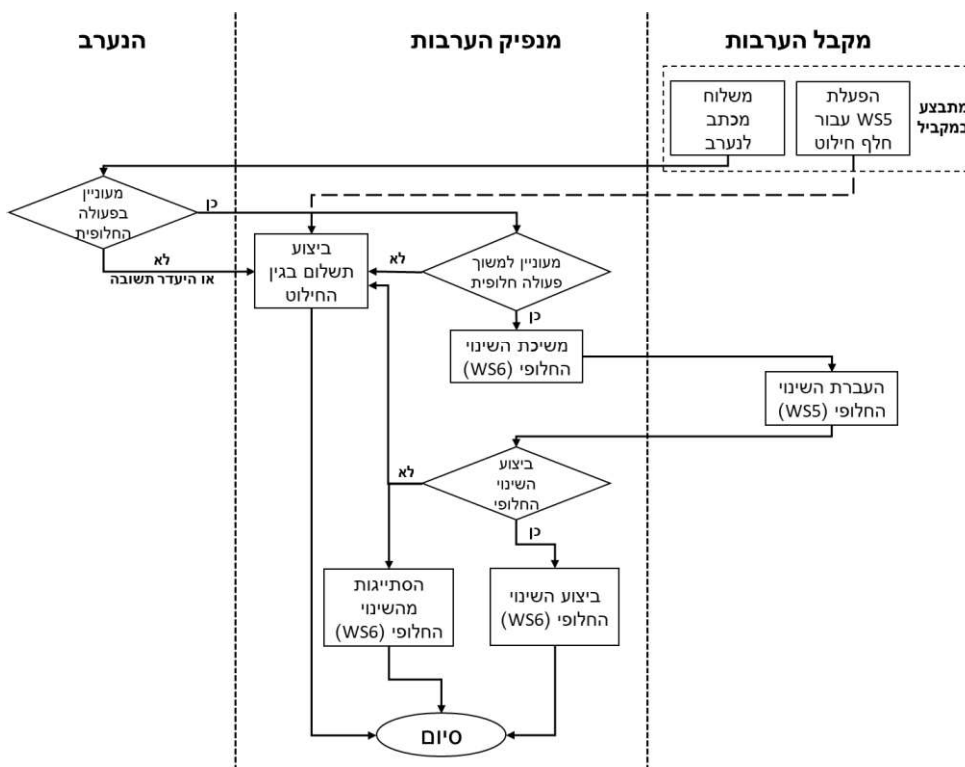 מקבל הערבות
מנפיק הערבות
הנערב
מתבצע
במקביל
הפעלת
WS5 עבור
חלף חילוט
משלוח
מכתב
לנערב
מעוניין
בפעולה
החלופית
כן
לא
או היעדר תשובה
ביצוע
תשלום בגין
החילוט
לא
מעוניין למשוך
פעולה חלופית
כן
משיכת השינוי
החלופי (WS6)
העברת השינוי
החלופי (WS5)
ביצוע
השינוי
החלופי
לא
כן
הסתייגות
מהשינוי
החלופי (WS6)
ביצוע השינוי
החלופי (WS6)
סיום